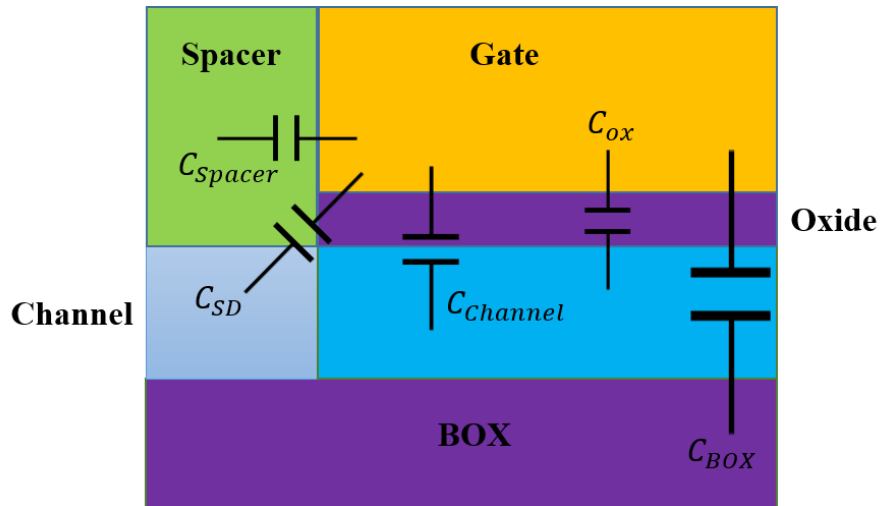 Spacer
Gate
C_ox
C_Spacer
Oxide
C_SD
C_Channel
Channel
BOX
C_BOX